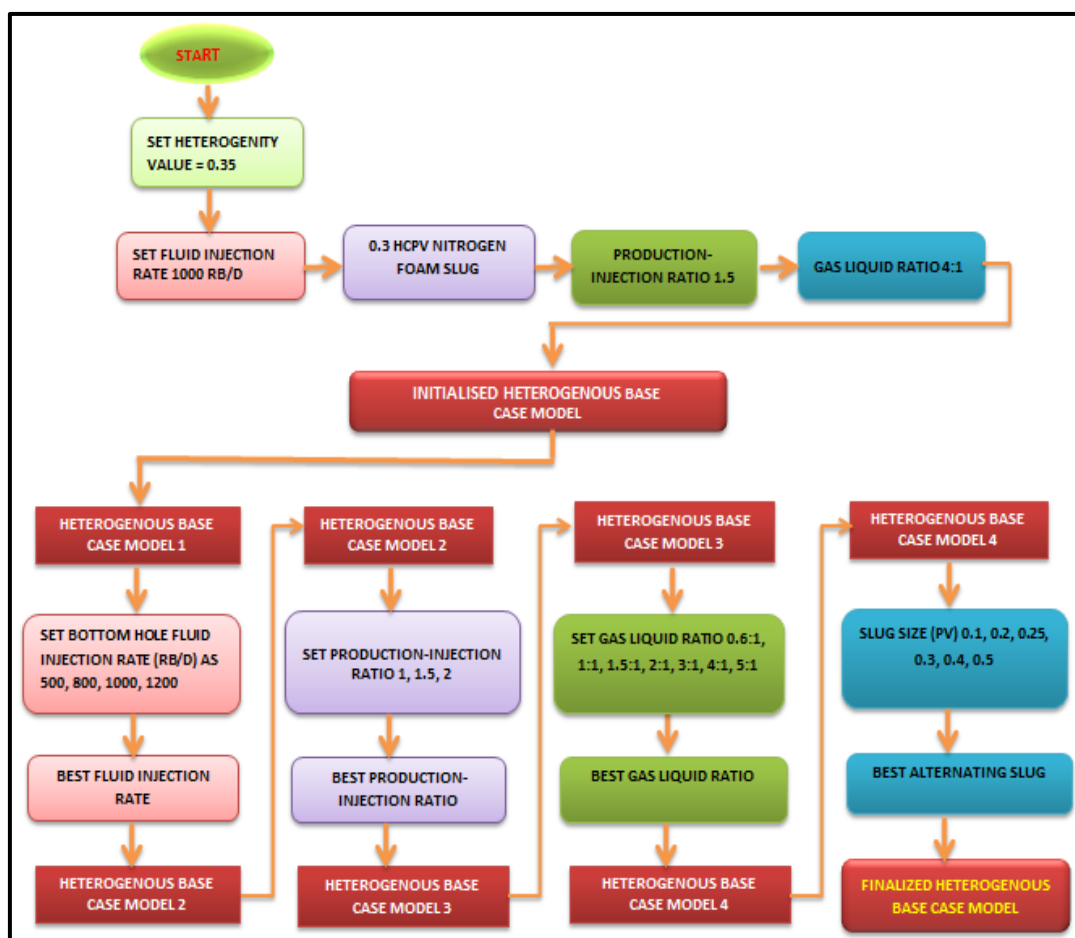 START
SET HETEROGENITY
VALUE = 0.35
SET FLUID INJECTION
RATE 1000 RB/D
0.3 HCPV NITROGEN
FOAM SLUG
PRODUCTION-
INJECTION RATIO 1.5
GAS LIQUID RATIO 4:1
INITIALISED HETEROGENOUS BASE
CASE MODEL
HETEROGENOUS BASE
CASE MODEL 1
SET BOTTOM HOLE FLUID
INJECTION RATE (RB/D) AS
500, 800, 1000, 1200
BEST FLUID INJECTION
RATE
HETEROGENOUS BASE
CASE MODEL 2
HETEROGENOUS BASE
CASE MODEL 2
SET PRODUCTION-INJECTION
RATIO 1, 1.5, 2
BEST PRODUCTION-
INJECTION RATIO
HETEROGENOUS BASE
CASE MODEL 3
HETEROGENOUS BASE
CASE MODEL 3
SET GAS LIQUID RATIO 0.6:1,
1:1, 1.5:1, 2:1, 3:1, 4:1, 5:1
BEST GAS LIQUID RATIO
HETEROGENOUS BASE
CASE MODEL 4
HETEROGENOUS BASE
CASE MODEL 4
SLUG SIZE (PV) 0.1, 0.2, 0.25,
0.3, 0.4, 0.5
BEST ALTERNATING SLUG
FINALIZED HETEROGENOUS
BASE CASE MODEL